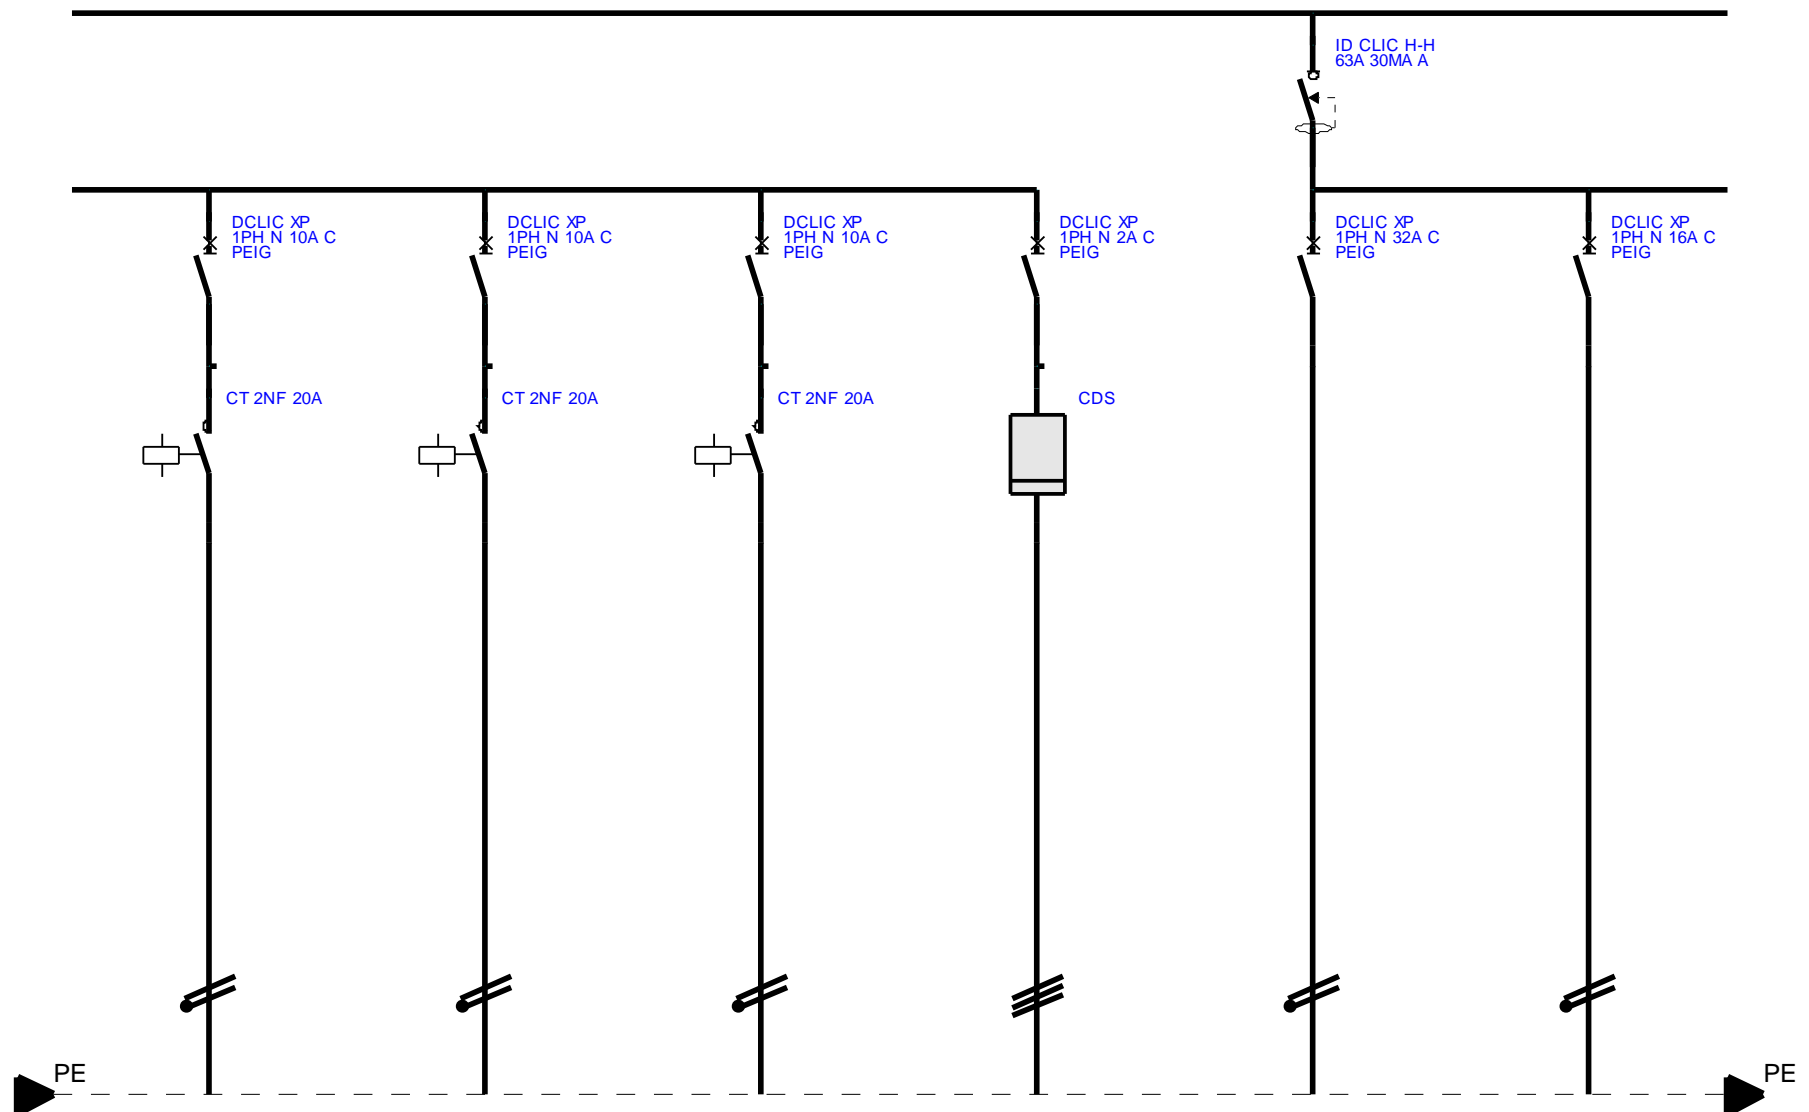 ID CLIC H-H
63A 30MA A
DCLIC XP
1PH N 10A C
PEIG
DCLIC XP
1PH N 10A C
PEIG
DCLIC XP
1PH N 10A C
PEIG
DCLIC XP
1PH N 2A C
PEIG
DCLIC XP
1PH N 32A C
PEIG
DCLIC XP
1PH N 16A C
PEIG
CT 2NF 20A
CT 2NF 20A
CT 2NF 20A
CDS
PE
PE